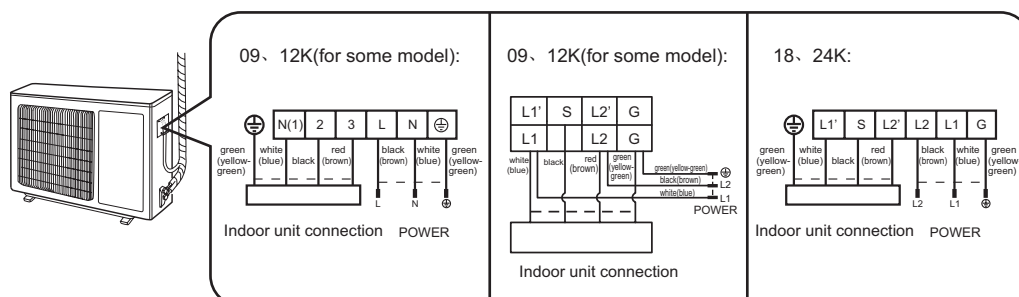 09、12K(for some model):
N(1) 2 3 L N
green
(yellow-
green)
white
(blue)
black
red
(brown)
black
(brown)
white
(blue)
green
(yellow-
green)
L N
Indoor unit connection POWER
09、12K(for some model):
L1' S L2' G
L1 L2 G
white
(blue)
black
red
(brown)
green
(yellow-
green)
green(yellow-green)
black(brown)
L2
white(blue)
L1
POWER
Indoor unit connection
18、24K:
L1' S L2' L2 L1 G
green
(yellow-
green)
white
(blue)
black
red
(brown)
black
(brown)
white
(blue)
green
(yellow-
green)
L2 L1
Indoor unit connection POWER